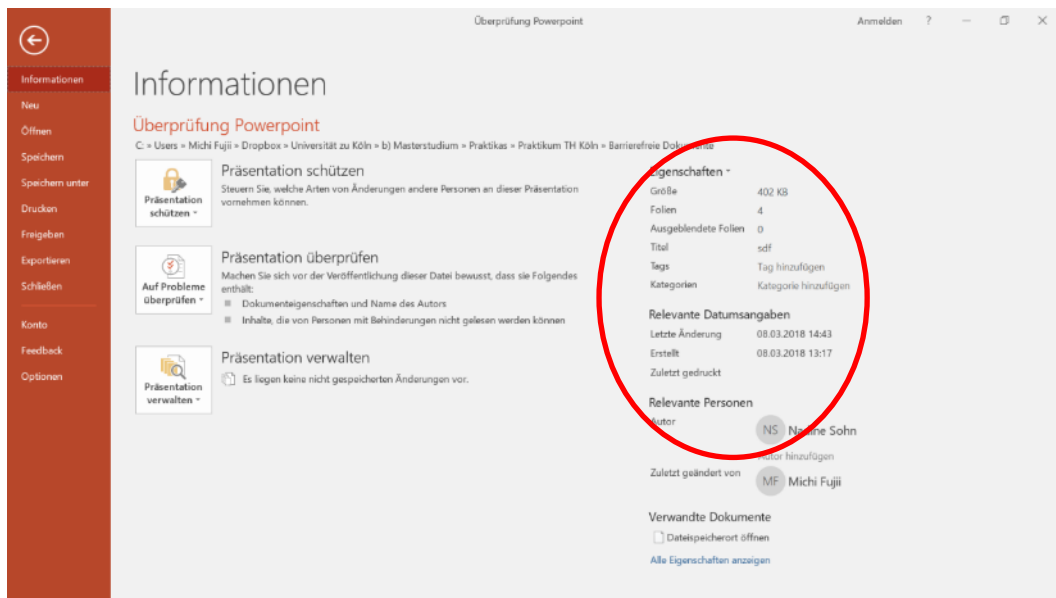 Überprüfung Powerpoint
Anmelden ?
Informationen
Neu
Öffnen
Speichern
Speichern unter
Drucken
Freigeben
Exportieren
Schließen
Konto
Feedback
Optionen
Informationen
Überprüfung Powerpoint
C: » Users » Michi Fujii » Dropbox » Universität zu Köln » b) Masterstudium » Praktikas » Praktikum TH Köln » Barrierefreie Dokumente
Präsentation schützen
Präsentation schützen
Steuern Sie, welche Arten von Änderungen andere Personen an dieser Präsentation
vornehmen können.
Auf Probleme
überprüfen
Präsentation überprüfen
Machen Sie sich vor der Veröffentlichung dieser Datei bewusst, dass sie Folgendes
enthält:
Dokumenteigenschaften und Name des Autors
Inhalte, die von Personen mit Behinderungen nicht gelesen werden können
Präsentation
verwalten
Präsentation verwalten
Es liegen keine nicht gespeicherten Änderungen vor.
Eigenschaften
Größe 402 KB
Folien 4
Ausgeblendete Folien 0
Titel sdf
Tags Tag hinzufügen
Kategorien Kategorie hinzufügen
Relevante Datumsangaben
Letzte Änderung 08.03.2018 14:43
Erstellt 08.03.2018 13:17
Zuletzt gedruckt
Relevante Personen
Autor
NS Nadine Sohn
Autor hinzufügen
Zuletzt geändert von
MF Michi Fujii
Verwandte Dokumente
Dateispeicherort öffnen
Alle Eigenschaften anzeigen